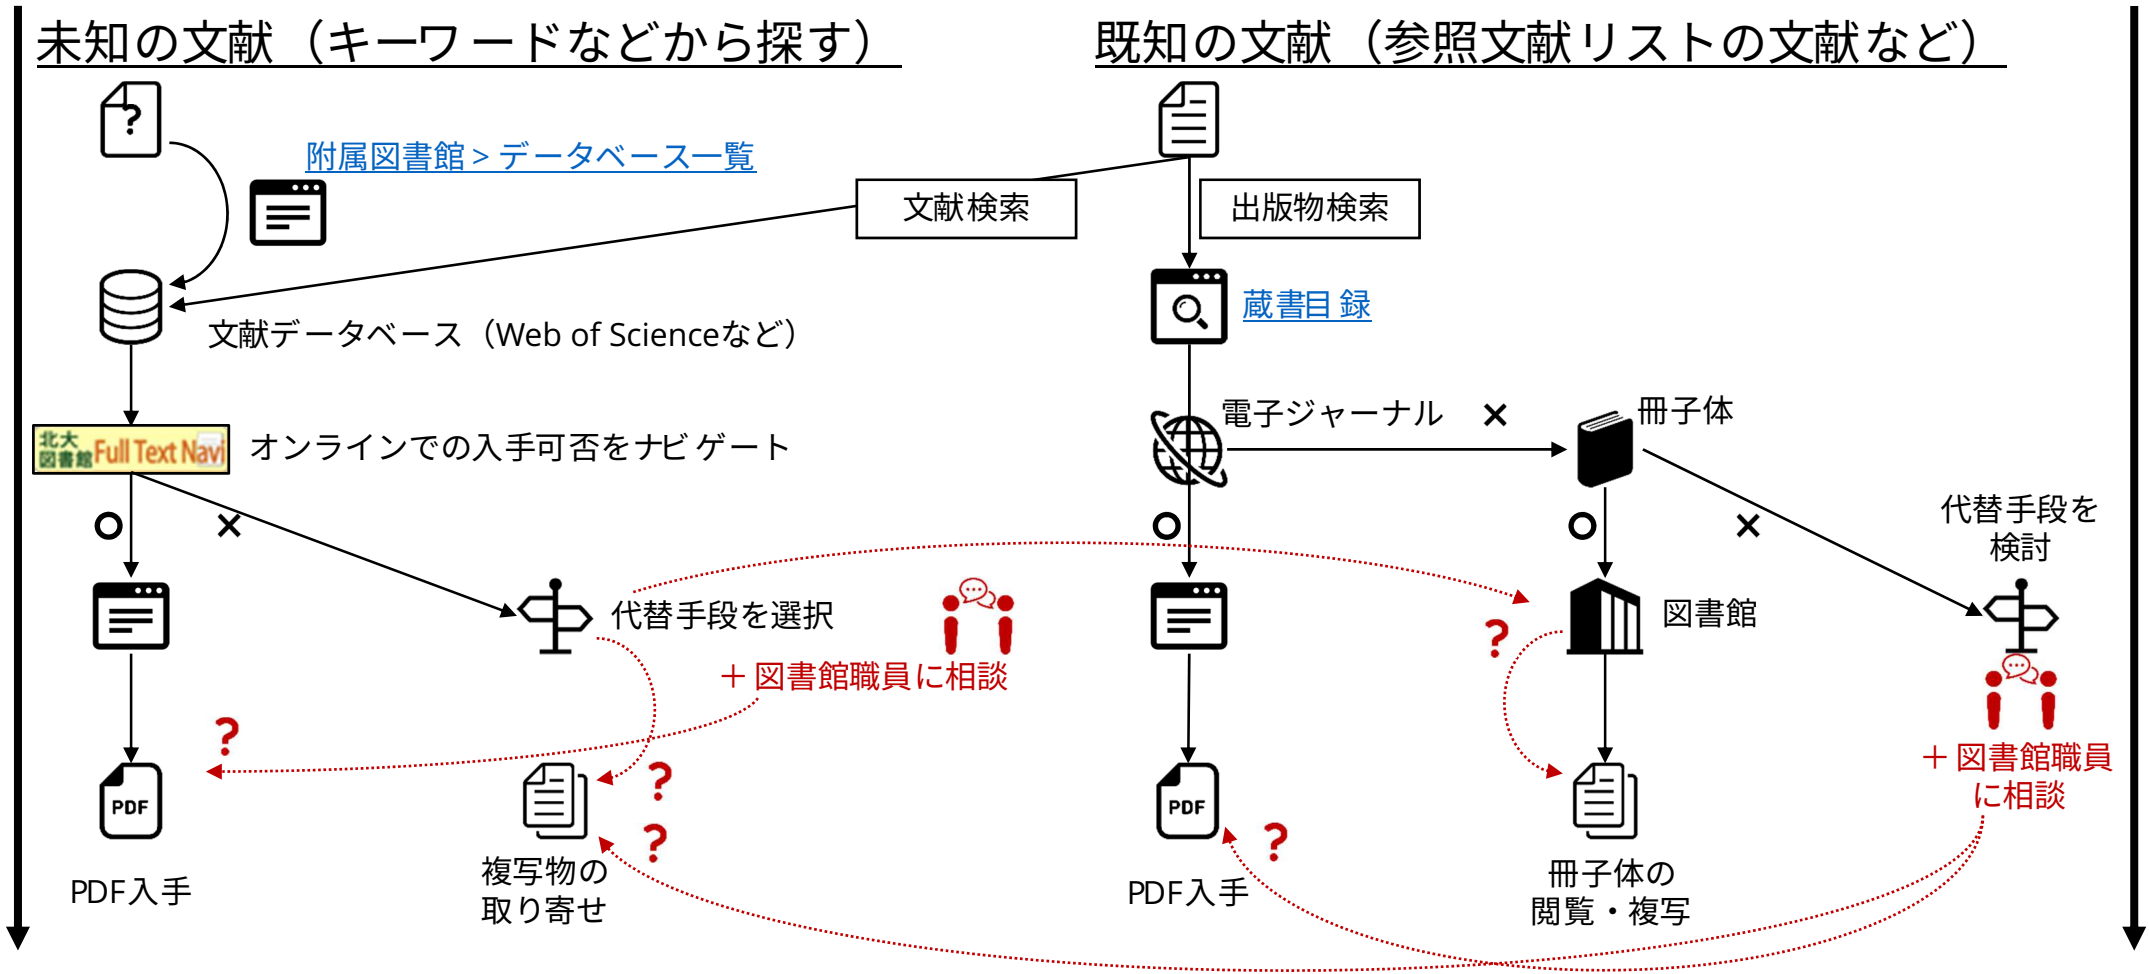 未知の文献（キーワードなどから探す）
既知の文献（参照文献リストの文献など）
?
附属図書館 > データベース一覧
文献検索
出版物検索
蔵書目録
文献データベース（Web of Scienceなど）
電子ジャーナル
×
冊子体
北大
図書館 Full Text Navi
オンラインでの入手可否をナビゲート
○
×
○
○
×
代替手段を
検討
代替手段を選択
＋図書館職員に相談
?
図書館
?
?
?
＋図書館職員
に相談
PDF
PDF
?
複写物の
取り寄せ
冊子体の
閲覧・複写
PDF入手
PDF入手